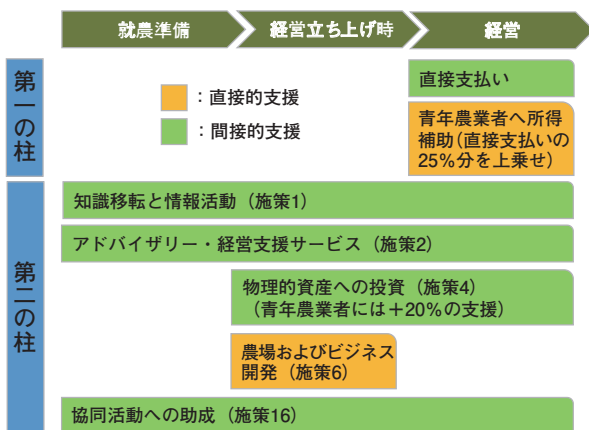 就農準備
経営立ち上げ時
経営
第一の柱
：直接的支援
：間接的支援
直接支払い
青年農業者へ所得
補助(直接支払いの
25％分を上乗せ)
第二の柱
知識移転と情報活動（施策1）
アドバイザリー・経営支援サービス（施策2）
物理的資産への投資（施策4）
（青年農業者には＋20％の支援）
農場およびビジネス
開発（施策6）
協同活動への助成（施策16）